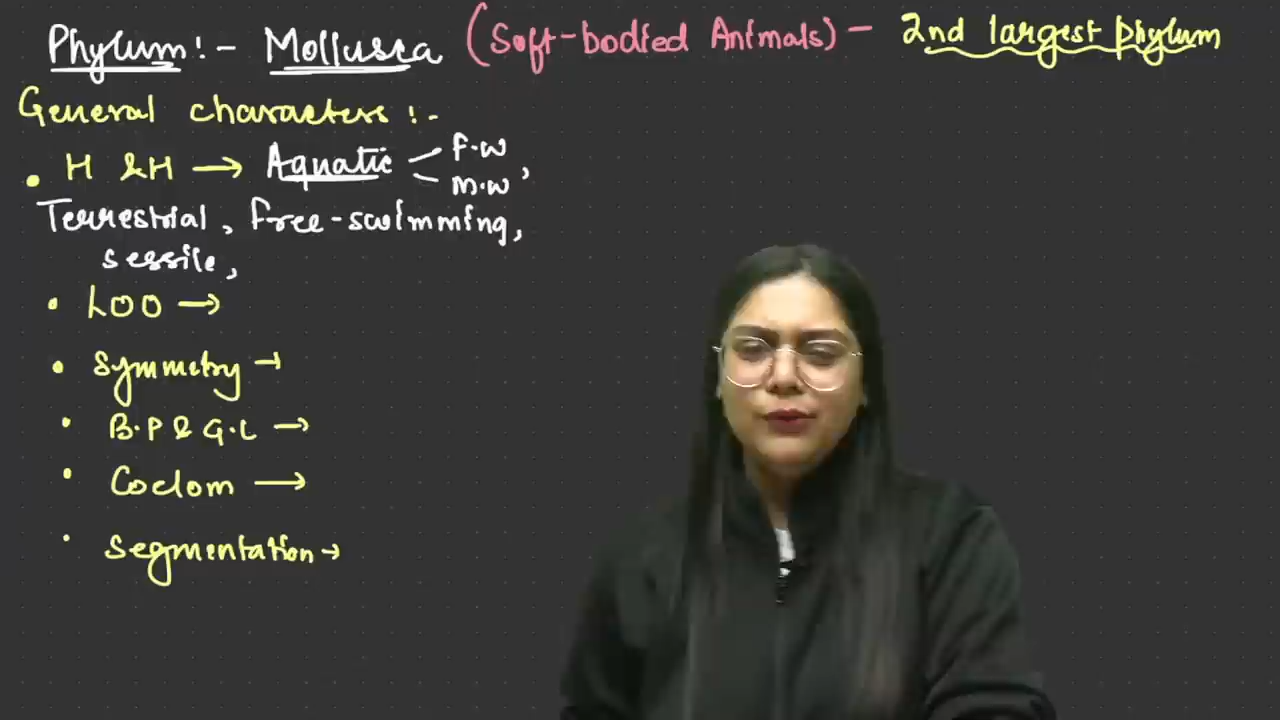 Phylum :- Mollusca (Soft-bodied Animals) - 2nd largest phylum
General characters :-
• H & H → Aquatic F.W
M.W ,
Terrestrial, free-swimming,
sessile,
• LOO →
• Symmetry →
• B.P & G.L →
• Coelom →
• Segmentation →